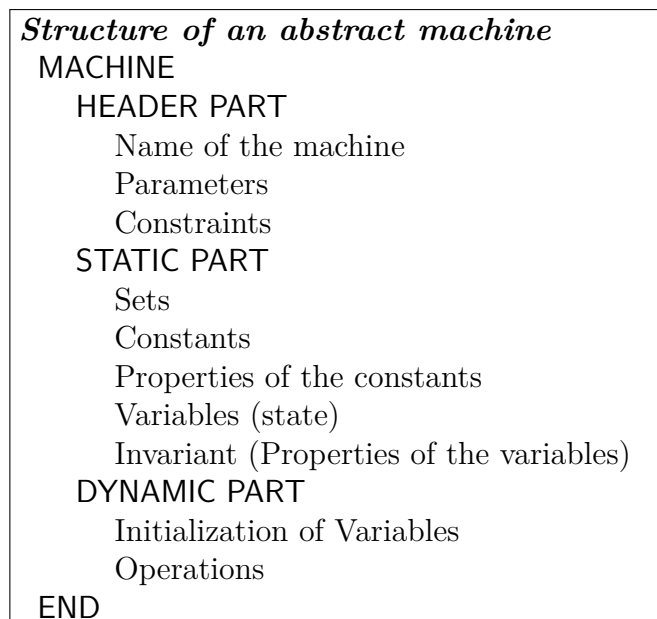 Structure of an abstract machine
MACHINE
HEADER PART
Name of the machine
Parameters
Constraints
STATIC PART
Sets
Constants
Properties of the constants
Variables (state)
Invariant (Properties of the variables)
DYNAMIC PART
Initialization of Variables
Operations
END